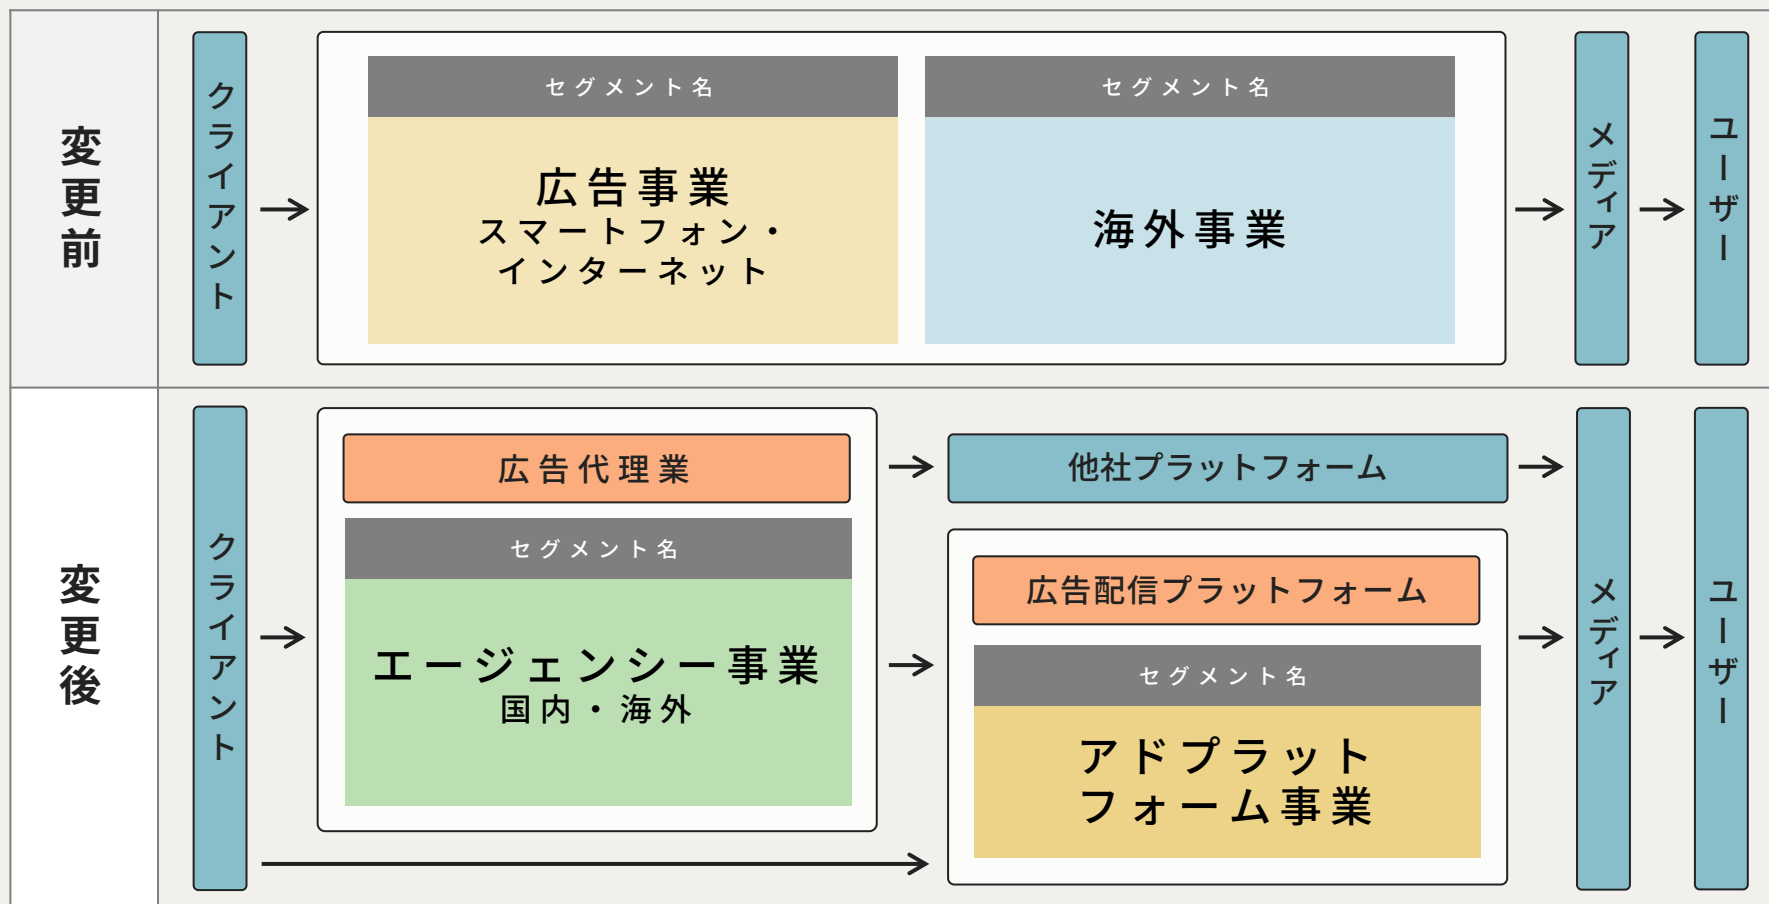 変更前
クライアント
セグメント名
広告事業
スマートフォン・
インターネット
セグメント名
海外事業
メディア
ユーザー
変更後
クライアント
広告代理業
セグメント名
エージェンシー事業
国内・海外
他社プラットフォーム
広告配信プラットフォーム
セグメント名
アドプラット
フォーム事業
メディア
ユーザー